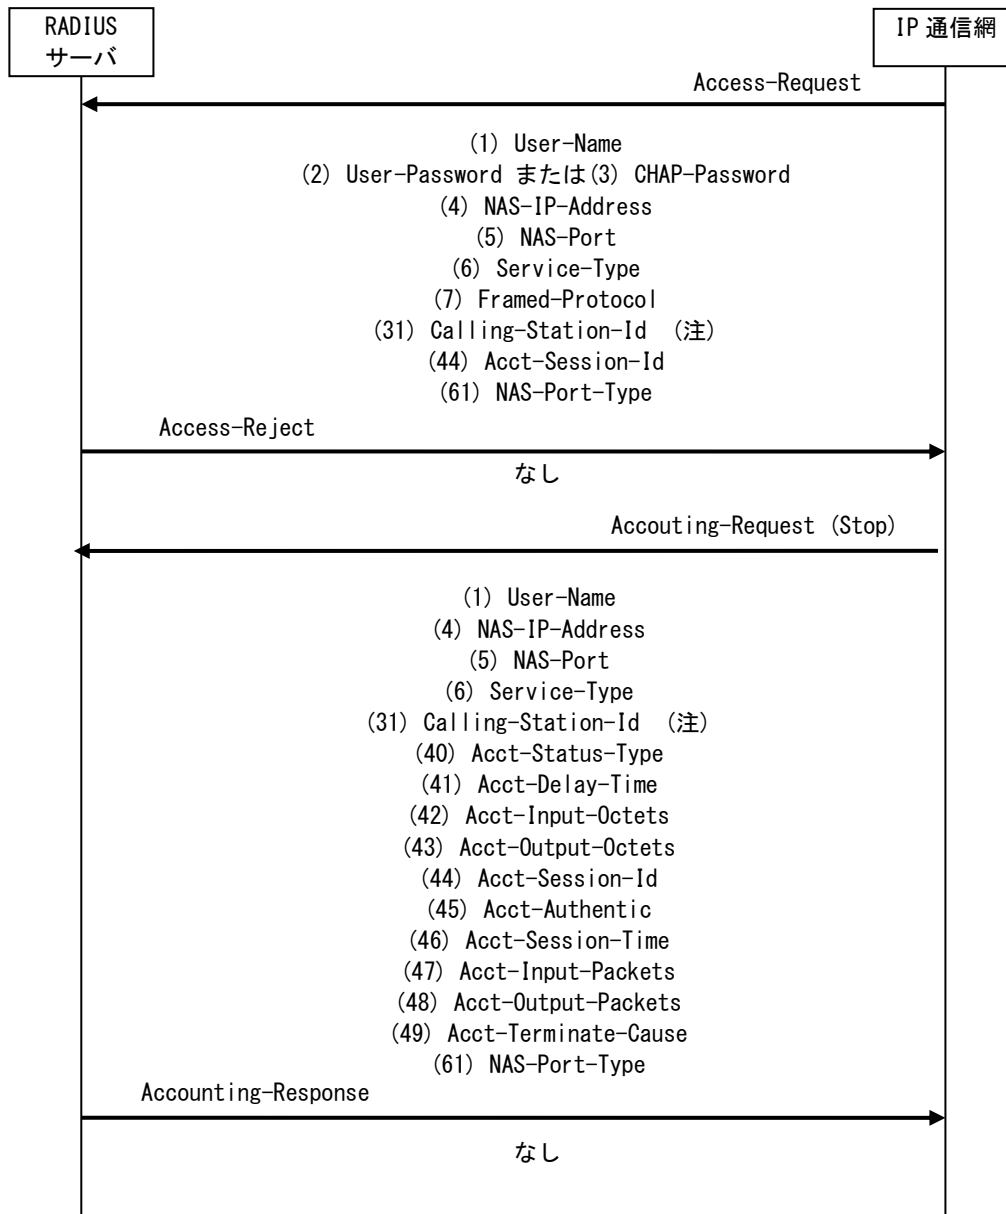 RADIUS
サーバ
IP 通信網
Access-Request
(1) User-Name
(2) User-Password または(3) CHAP-Password
(4) NAS-IP-Address
(5) NAS-Port
(6) Service-Type
(7) Framed-Protocol
(31) Calling-Station-Id (注)
(44) Acct-Session-Id
(61) NAS-Port-Type
Access-Reject
なし
Accouting-Request (Stop)
(1) User-Name
(4) NAS-IP-Address
(5) NAS-Port
(6) Service-Type
(31) Calling-Station-Id (注)
(40) Acct-Status-Type
(41) Acct-Delay-Time
(42) Acct-Input-Octets
(43) Acct-Output-Octets
(44) Acct-Session-Id
(45) Acct-Authentic
(46) Acct-Session-Time
(47) Acct-Input-Packets
(48) Acct-Output-Packets
(49) Acct-Terminate-Cause
(61) NAS-Port-Type
Accounting-Response
なし